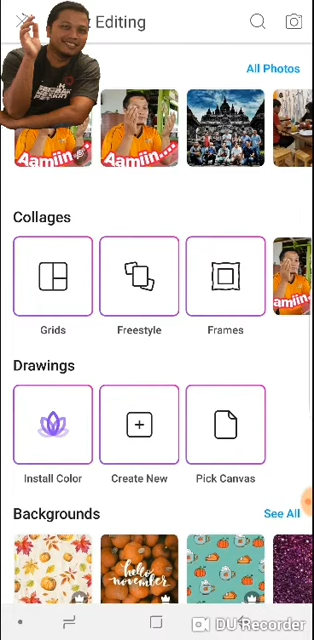 Editing
All Photos
Aamiin...
Aamiin....
Collages
Grids
Freestyle
Frames
amiin.
Drawings
Install Color
Create New
Pick Canvas
Backgrounds
See All
hello
november
DU Recorder